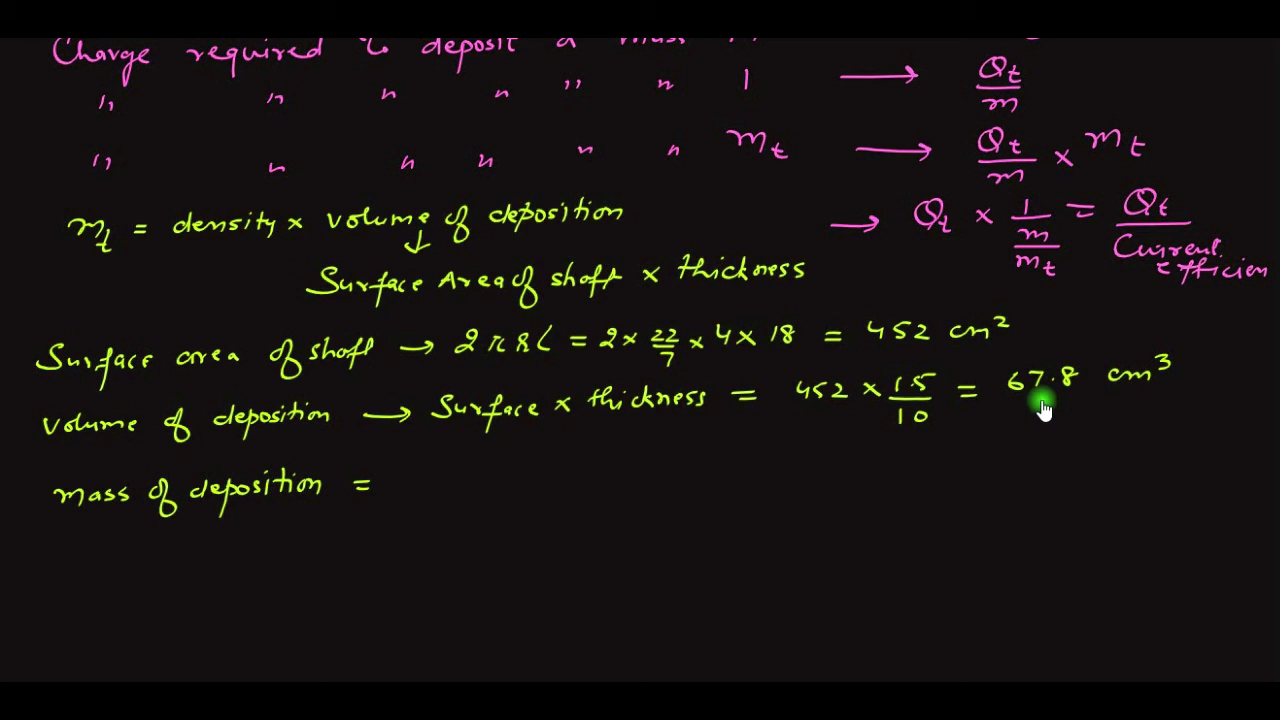 Charge required to deposit a mass
" " " " " " 1 → Qt/m
" " " " " " mt → Qt/m × mt
mt = density × volume of deposition → Qt × 1/(m/mt) = Qt/Current efficien
↓
Surface Area of shaft × thickness
Surface area of shaft → 2πRL = 2 × 22/7 × 4 × 18 = 452 cm²
volume of deposition → Surface × thickness = 452 × 1.5/10 = 67.8 cm³
mass of deposition =